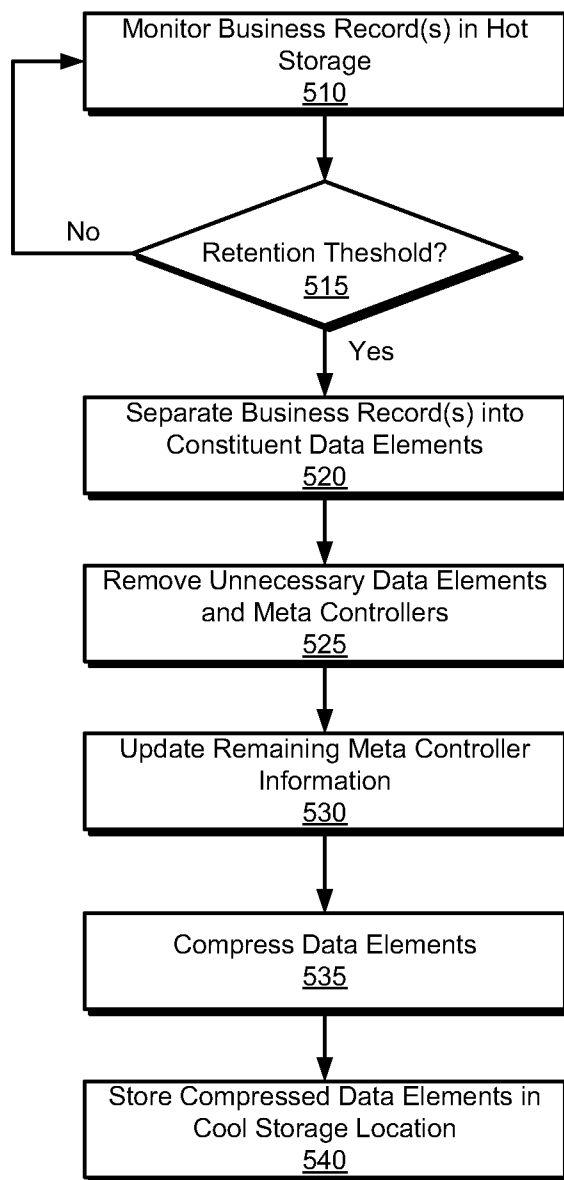 Monitor Business Record(s) in Hot
Storage
510
No
Retention Theshold?
515
Yes
Separate Business Record(s) into
Constituent Data Elements
520
Remove Unnecessary Data Elements
and Meta Controllers
525
Update Remaining Meta Controller
Information
530
Compress Data Elements
535
Store Compressed Data Elements in
Cool Storage Location
540